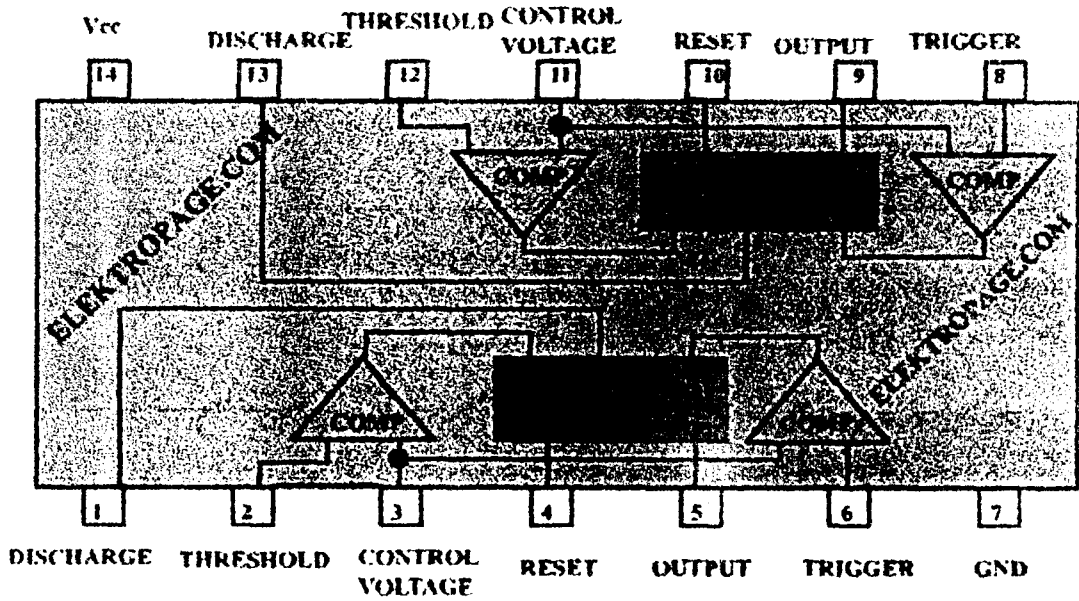 Vcc
DISCHARGE
THRESHOLD
CONTROL
VOLTAGE
RESET
OUTPUT
TRIGGER
14
13
12
11
10
9
8
ELEKTROPAGE.COM
COMP
COMP
COMP
COMP
ELEKTROPAGE.COM
1
2
3
4
5
6
7
DISCHARGE
THRESHOLD
CONTROL
VOLTAGE
RESET
OUTPUT
TRIGGER
GND